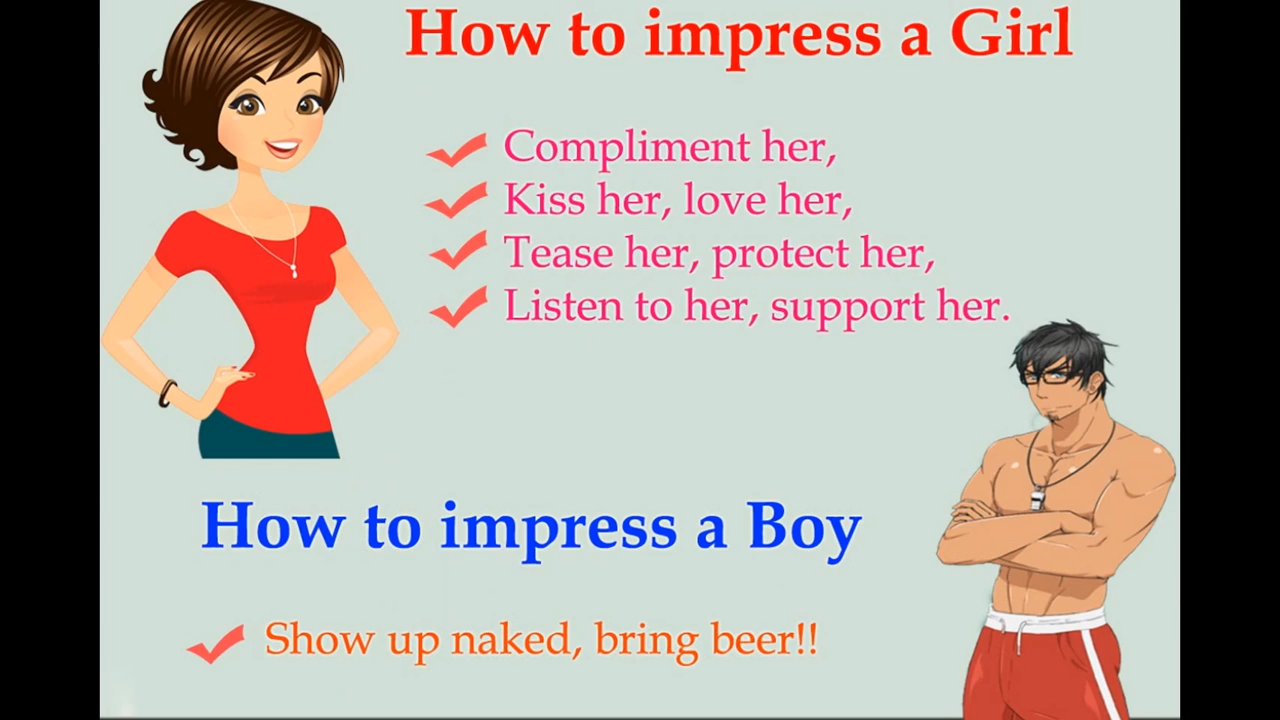 How to impress a Girl
Compliment her,
Kiss her, love her,
Tease her, protect her,
Listen to her, support her.
How to impress a Boy
Show up naked, bring beer!!